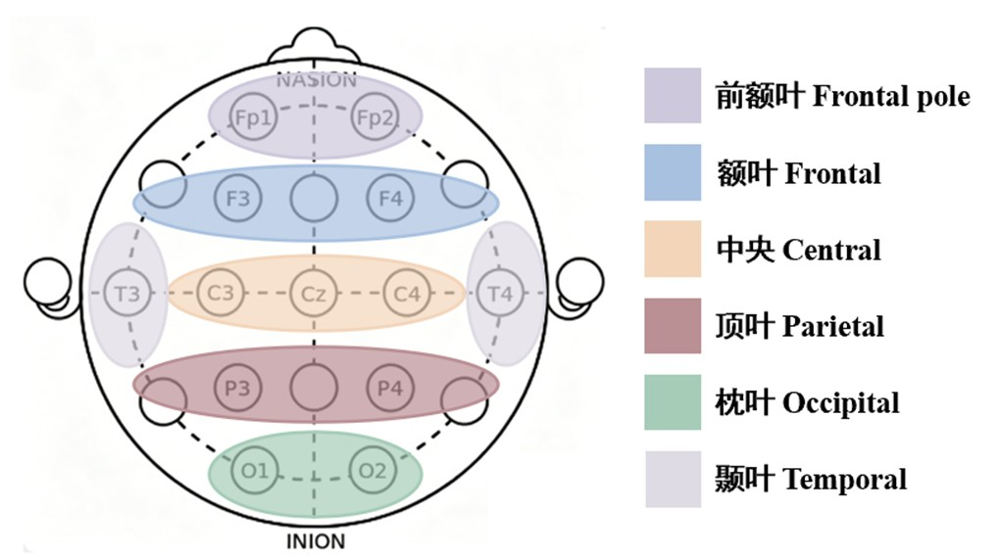 NASION
Fp1 Fp2
F3 F4
T3 C3 Cz C4 T4
P3 P4
O1 O2
INION
前额叶 Frontal pole
额叶 Frontal
中央 Central
顶叶 Parietal
枕叶 Occipital
颞叶 Temporal